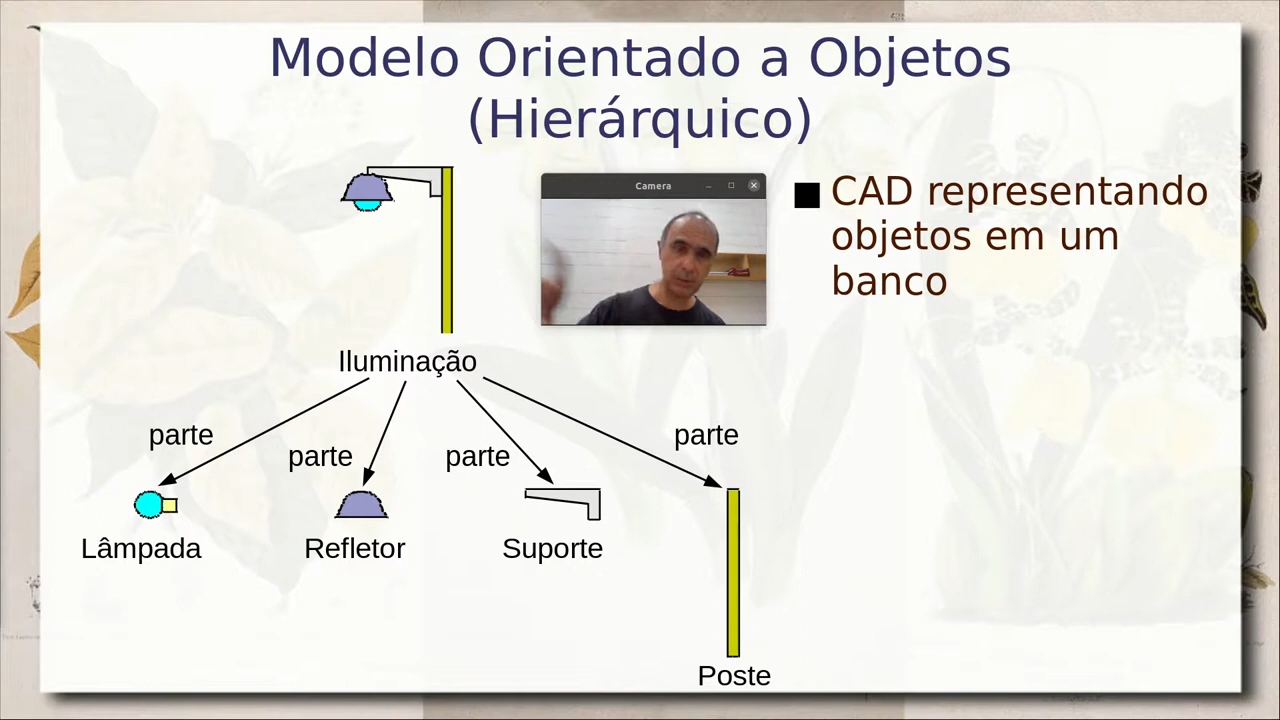 Modelo Orientado a Objetos
(Hierárquico)
Camera
CAD representando
objetos em um
banco
Iluminação
parte
parte
parte
parte
Lâmpada
Refletor
Suporte
Poste